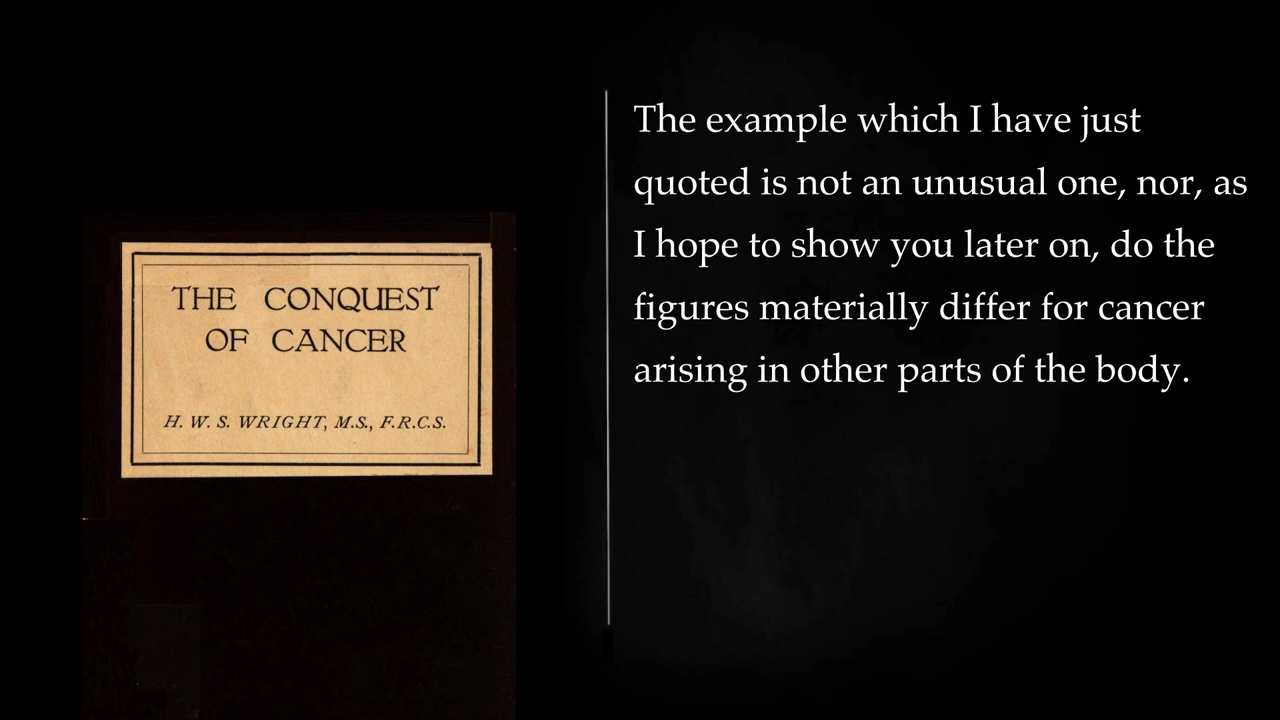 THE CONQUEST
OF CANCER
H. W. S. WRIGHT, M.S., F.R.C.S.
The example which I have just
quoted is not an unusual one, nor, as
I hope to show you later on, do the
figures materially differ for cancer
arising in other parts of the body.